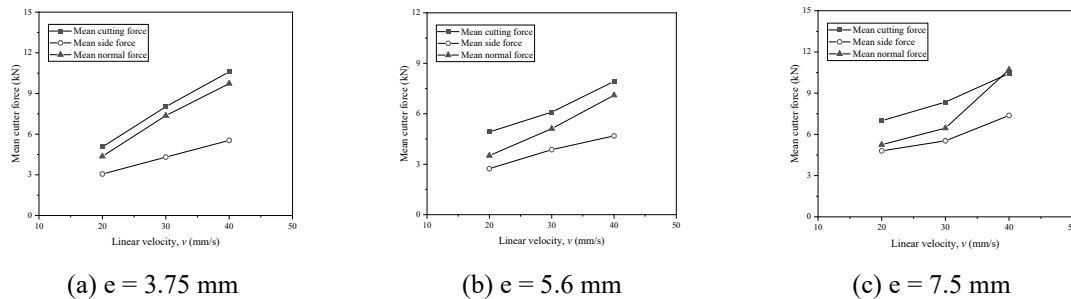 15
12
9
6
3
0
Mean cutter force (kN)
Mean cutting force
Mean side force
Mean normal force
10 20 30 40 50
Linear velocity, v (mm/s)
(a) e = 3.75 mm
12
9
6
3
0
Mean cutter force (kN)
Mean cutting force
Mean side force
Mean normal force
10 20 30 40 50
Linear velocity, v (mm/s)
(b) e = 5.6 mm
15
12
9
6
3
0
Mean cutter force (kN)
Mean cutting force
Mean side force
Mean normal force
10 20 30 40 50
Linear velocity, v (mm/s)
(c) e = 7.5 mm